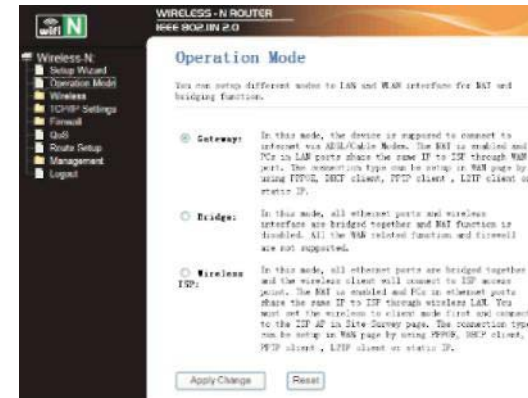 wifi N
WIRELESS-N ROUTER
IEEE 802.11N 2.0
Wireless-N
Setup Wizard
Operation Mode
Wireless
TCP/IP Settings
Firewall
QoS
Route Setup
Management
Logout
Operation Mode
You can setup different modes to LAN and WLAN interface for NAT and
bridging function.
Gateway:
In this mode, the device is supposed to connect to
internet via ADSL/Cable Modem. The NAT is enabled and
PCs in LAN ports share the same IP to ISP through WAN
port. The connection type can be setup in WAN page by
using PPPOE, DHCP client, PPTP client , L2TP client or
static IP.
Bridge:
In this mode, all ethernet ports and wireless
interface are bridged together and NAT function is
disabled. All the WAN related function and firewall
are not supported.
Wireless
ISP:
In this mode, all ethernet ports are bridged together
and the wireless client will connect to ISP access
point. The NAT is enabled and PCs in ethernet ports
share the same IP to ISP through wireless LAN. You
must set the wireless to client mode first and connect
to the ISP AP in Site Survey page. The connection type
can be setup in WAN page by using PPPOE, DHCP client,
PPTP client , L2TP client or static IP.
Apply Change
Reset